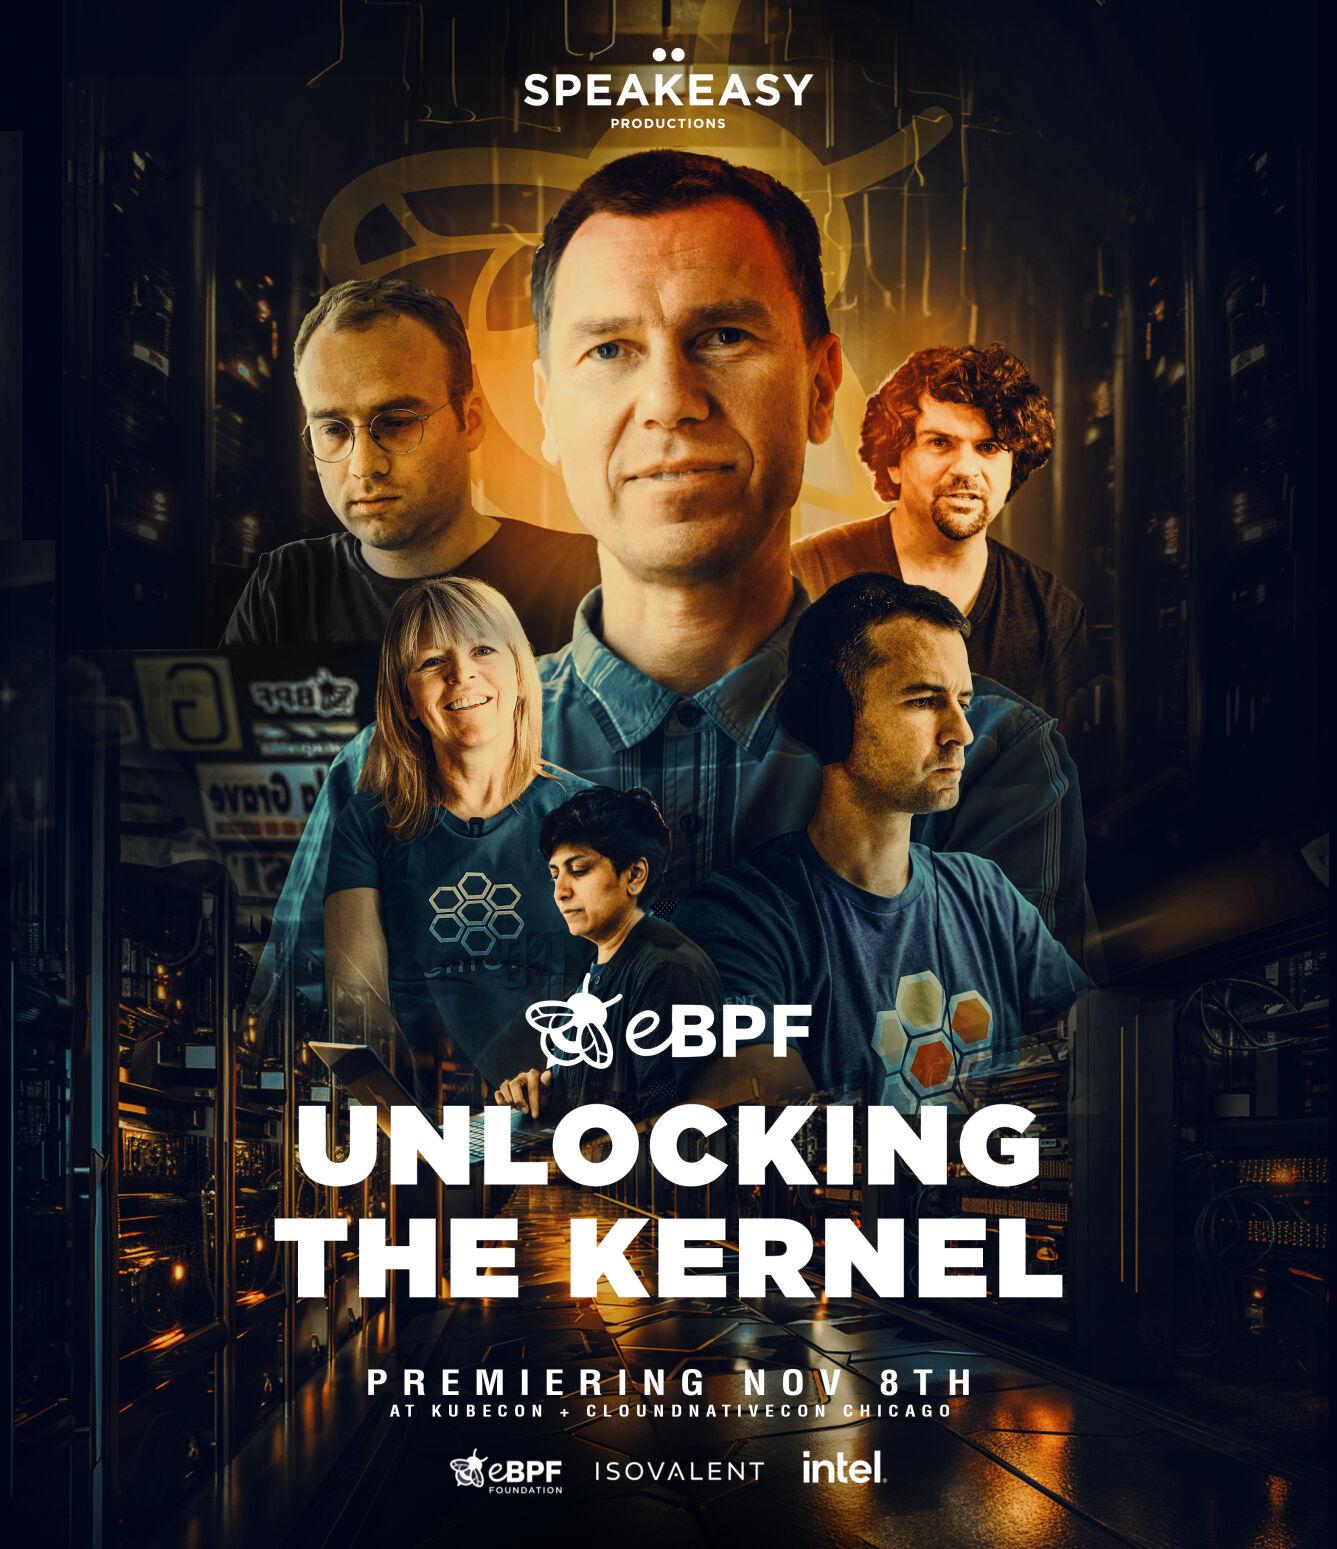 SPEAKEASY
PRODUCTIONS
eBPF
UNLOCKING
THE KERNEL
PREMIERING NOV 8TH
AT KUBECON + CLOUNDNATIVECON CHICAGO
eBPF FOUNDATION
ISOVALENT
intel.